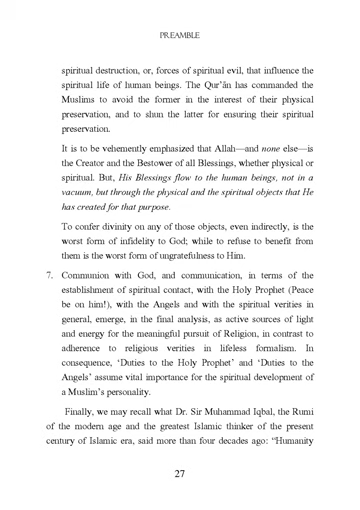 PREAMBLE
spiritual destruction, or, forces of spiritual evil, that influence the
spiritual life of human beings. The Qur’ān has commanded the
Muslims to avoid the former in the interest of their physical
preservation, and to shun the latter for ensuring their spiritual
preservation.
It is to be vehemently emphasized that Allah—and none else—is
the Creator and the Bestower of all Blessings, whether physical or
spiritual. But, His Blessings flow to the human beings, not in a
vacuum, but through the physical and the spiritual objects that He
has created for that purpose.
To confer divinity on any of those objects, even indirectly, is the
worst form of infidelity to God; while to refuse to benefit from
them is the worst form of ungratefulness to Him.
7. Communion with God, and communication, in terms of the
establishment of spiritual contact, with the Holy Prophet (Peace
be on him!), with the Angels and with the spiritual verities in
general, emerge, in the final analysis, as active sources of light
and energy for the meaningful pursuit of Religion, in contrast to
adherence to religious verities in lifeless formalism. In
consequence, ‘Duties to the Holy Prophet’ and ‘Duties to the
Angels’ assume vital importance for the spiritual development of
a Muslim’s personality.
Finally, we may recall what Dr. Sir Muhammad Iqbal, the Rumi
of the modern age and the greatest Islamic thinker of the present
century of Islamic era, said more than four decades ago: “Humanity
27